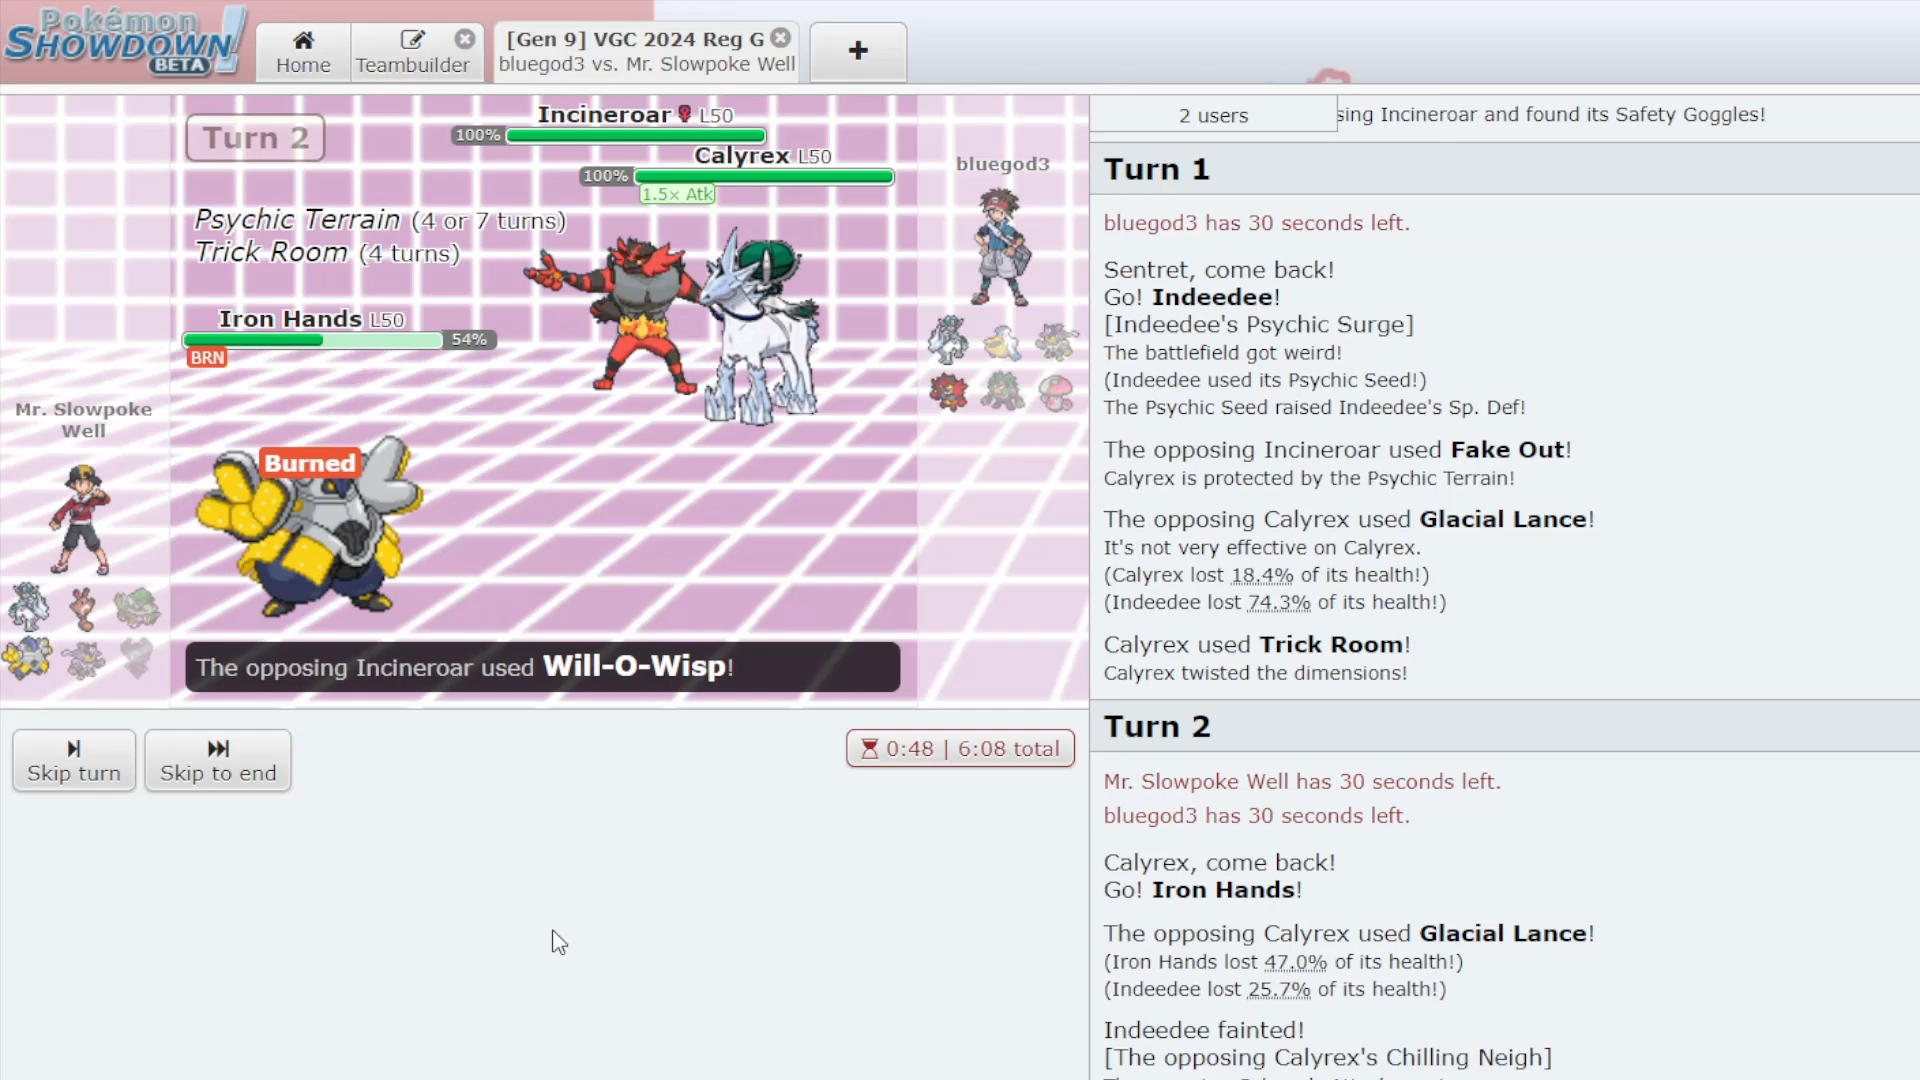 Pokémon
SHOWDOWN!
BETA
Home
Teambuilder
[Gen 9] VGC 2024 Reg G
bluegod3 vs. Mr. Slowpoke Well
+
Turn 2
Incineroar L50
100%
Calyrex L50
100%
1.5× Atk
Psychic Terrain (4 or 7 turns)
Trick Room (4 turns)
Iron Hands L50
54%
BRN
Burned
bluegod3
Mr. Slowpoke
Well
The opposing Incineroar used Will-O-Wisp!
Skip turn
Skip to end
0:48 | 6:08 total
2 users
sing Incineroar and found its Safety Goggles!
Turn 1
bluegod3 has 30 seconds left.
Sentret, come back!
Go! Indeedee!
[Indeedee's Psychic Surge]
The battlefield got weird!
(Indeedee used its Psychic Seed!)
The Psychic Seed raised Indeedee's Sp. Def!
The opposing Incineroar used Fake Out!
Calyrex is protected by the Psychic Terrain!
The opposing Calyrex used Glacial Lance!
It's not very effective on Calyrex.
(Calyrex lost 18.4% of its health!)
(Indeedee lost 74.3% of its health!)
Calyrex used Trick Room!
Calyrex twisted the dimensions!
Turn 2
Mr. Slowpoke Well has 30 seconds left.
bluegod3 has 30 seconds left.
Calyrex, come back!
Go! Iron Hands!
The opposing Calyrex used Glacial Lance!
(Iron Hands lost 47.0% of its health!)
(Indeedee lost 25.7% of its health!)
Indeedee fainted!
[The opposing Calyrex's Chilling Neigh]